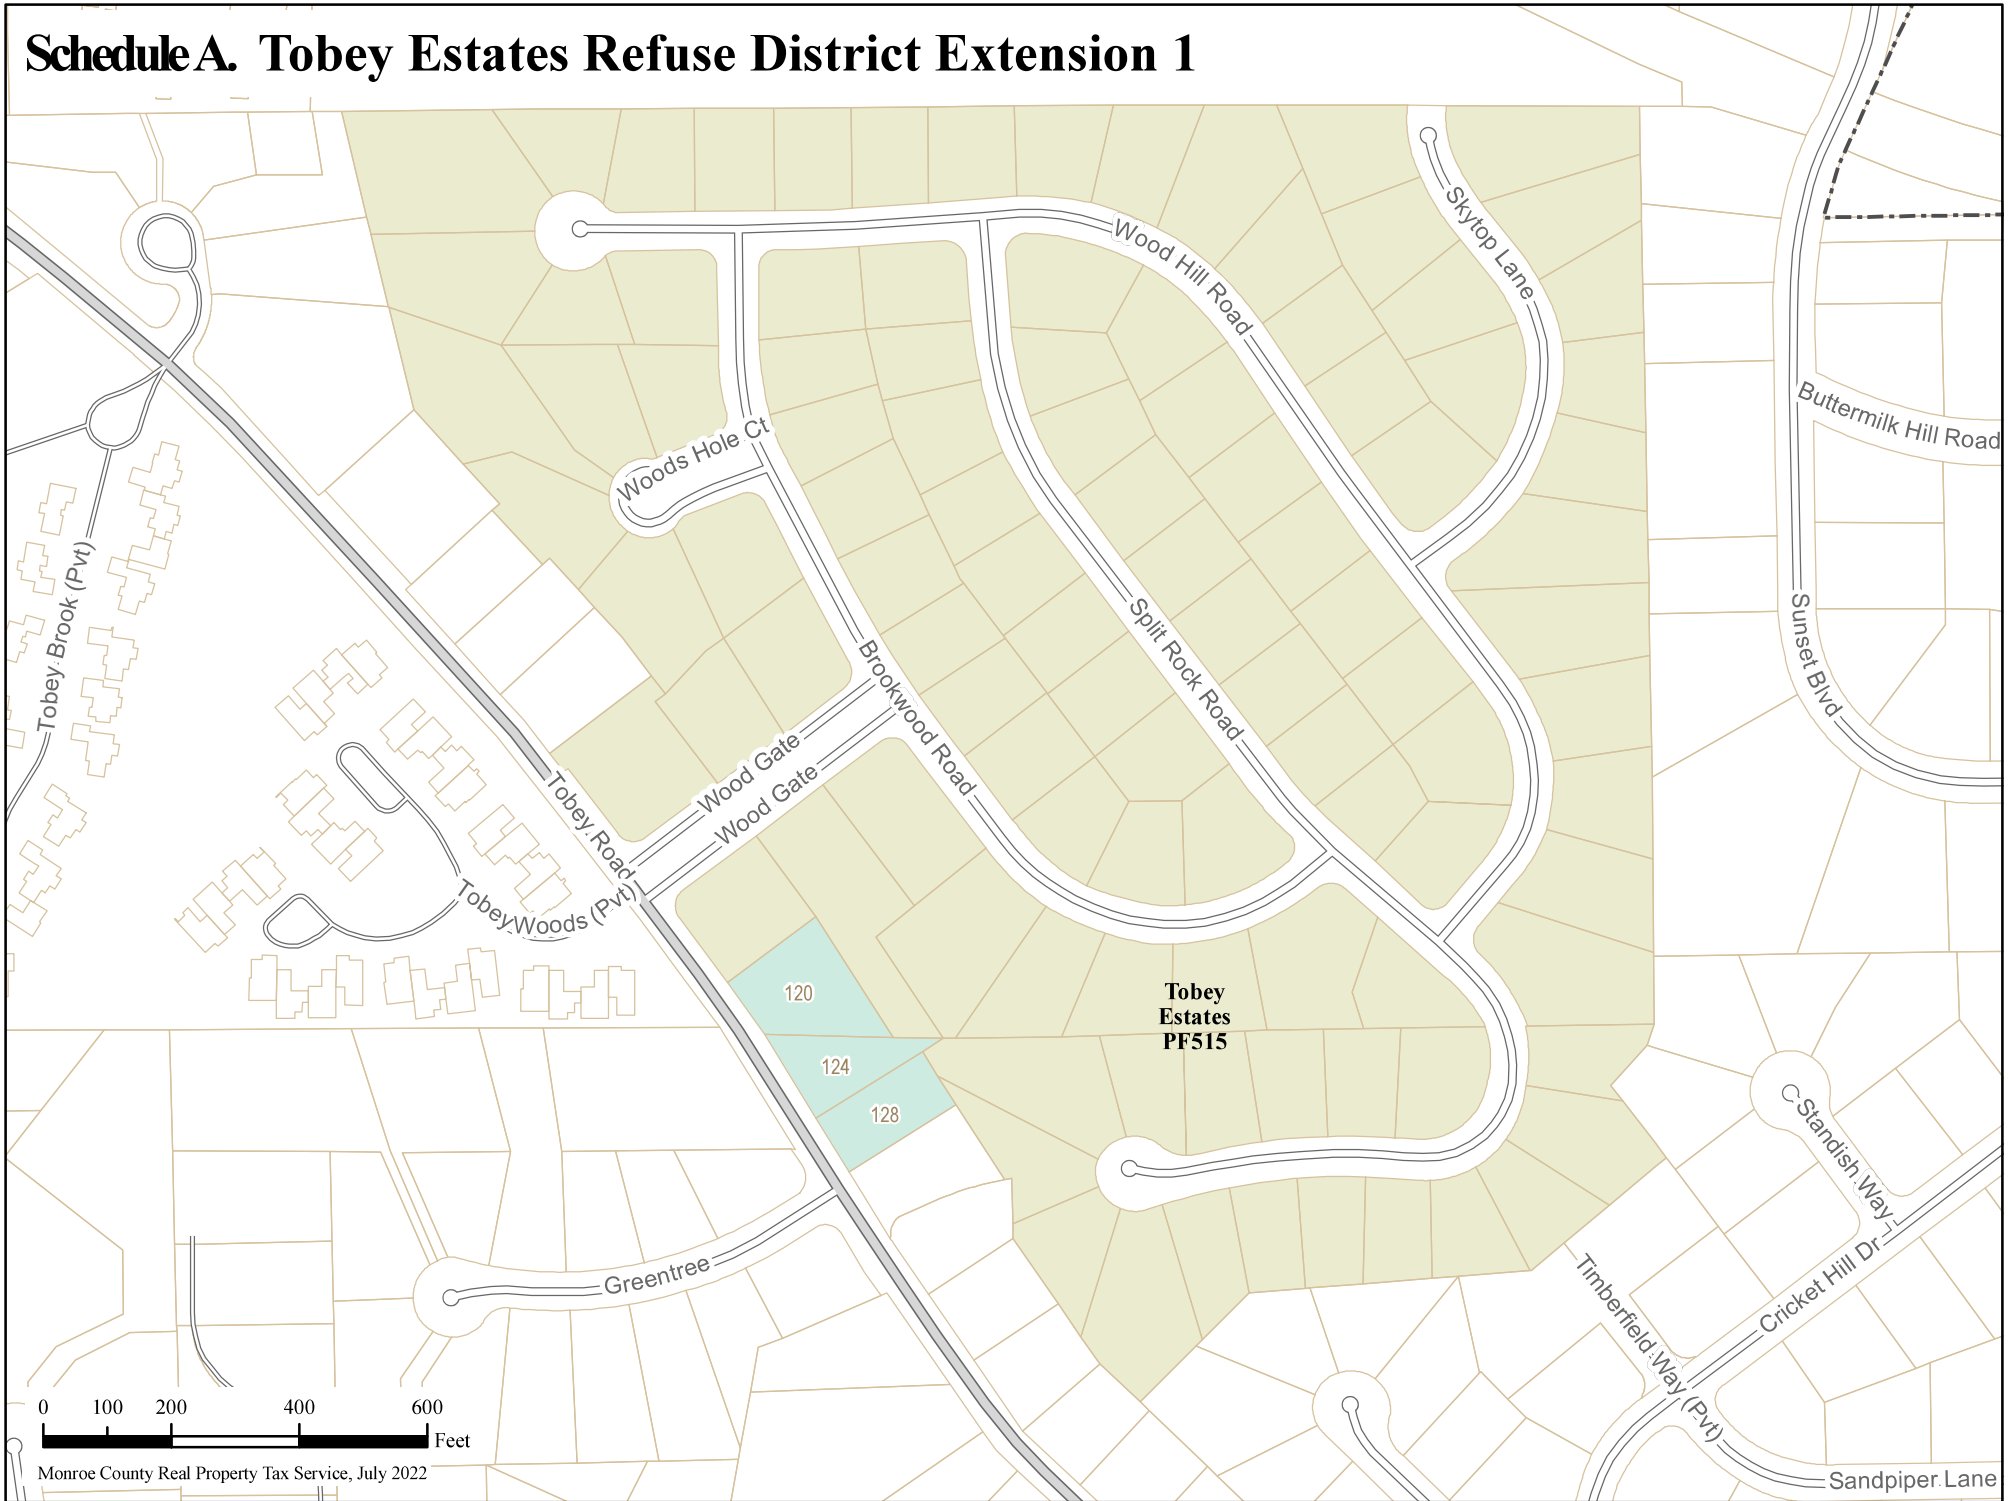 Schedule A. Tobey Estates Refuse District Extension 1
Skytop Lane
Wood Hill Road
Buttermilk Hill Road
Woods Hole Ct
Tobey Brook (Pvt)
Split Rock Road
Sunset Blvd
Brookwood Road
Wood Gate
Wood Gate
Tobey Road
Tobey Woods (Pvt)
120
Tobey
Estates
PF515
124
128
Standish Way
Greentree
Cricket Hill Dr
Timberfield Way (Pvt)
Sandpiper Lane
0 100 200 400 600
Feet
Monroe County Real Property Tax Service, July 2022